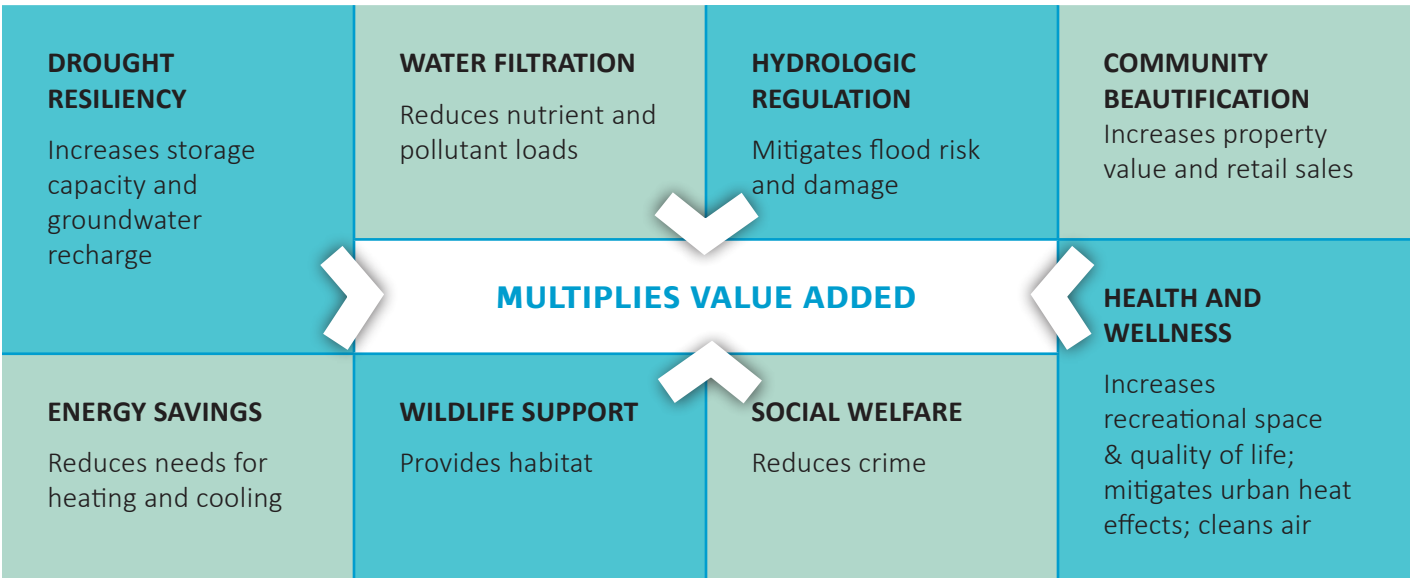 DROUGHT
RESILIENCY
Increases storage
capacity and
groundwater
recharge
WATER FILTRATION
Reduces nutrient and
pollutant loads
HYDROLOGIC
REGULATION
Mitigates flood risk
and damage
COMMUNITY
BEAUTIFICATION
Increases property
value and retail sales
MULTIPLIES VALUE ADDED
ENERGY SAVINGS
Reduces needs for
heating and cooling
WILDLIFE SUPPORT
Provides habitat
SOCIAL WELFARE
Reduces crime
HEALTH AND
WELLNESS
Increases
recreational space
& quality of life;
mitigates urban heat
effects; cleans air